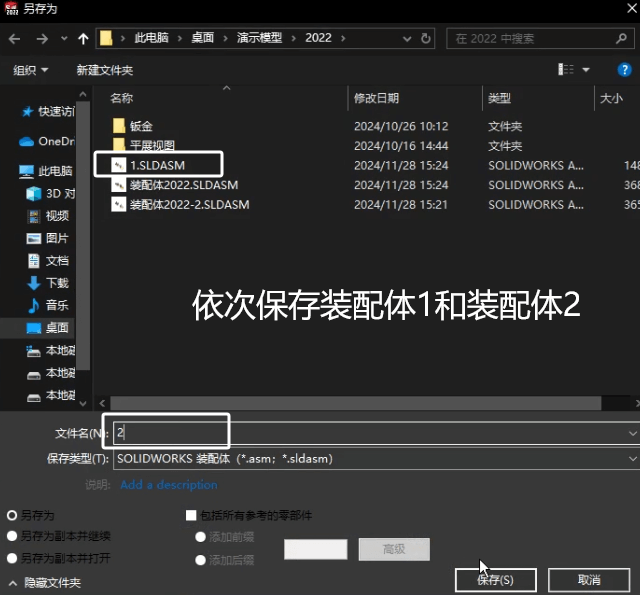 另存为
此电脑 › 桌面 › 演示模型 › 2022 ›
在 2022 中搜索
组织 新建文件夹
名称 修改日期 类型 大小
钣金 2024/10/26 10:12 文件夹
平展视图 2024/10/16 14:44 文件夹
1.SLDASM 2024/11/28 15:24 SOLIDWORKS A... 148
装配体2022.SLDASM 2024/11/28 15:24 SOLIDWORKS A... 368
装配体2022-2.SLDASM 2024/11/28 15:21 SOLIDWORKS A... 365
快速访
OneDri
此电脑
3D 对
视频
图片
文档
下载
音乐
桌面
本地磁
本地磁
本地磁
依次保存装配体1和装配体2
文件名(N): 2
保存类型(T): SOLIDWORKS 装配体 (*.asm; *.sldasm)
说明: Add a description
另存为
包括所有参考的零部件
另存为副本并继续
添加前缀
高级
另存为副本并打开
添加后缀
隐藏文件夹
保存(S)
取消